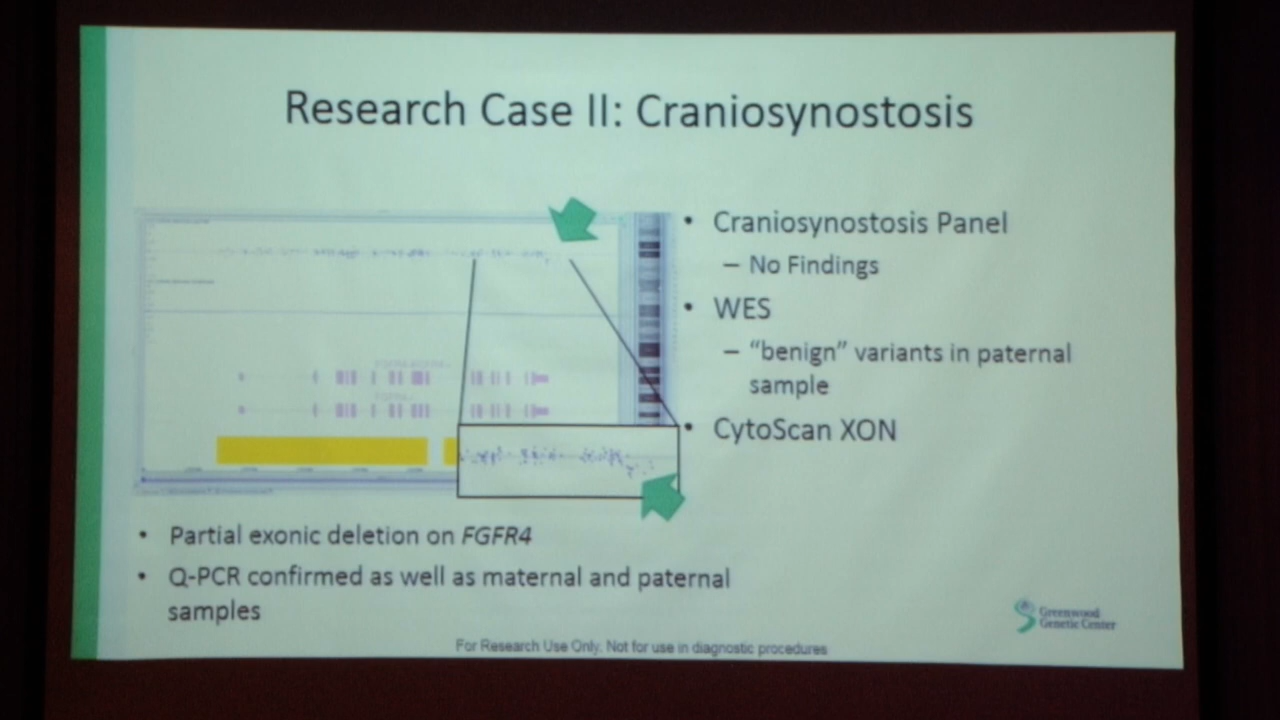 Research Case II: Craniosynostosis
• Craniosynostosis Panel
– No Findings
• WES
– “benign” variants in paternal
sample
• CytoScan XON
• Partial exonic deletion on FGFR4
• Q-PCR confirmed as well as maternal and paternal
samples
Greenwood
Genetic Center
For Research Use Only. Not for use in diagnostic procedures